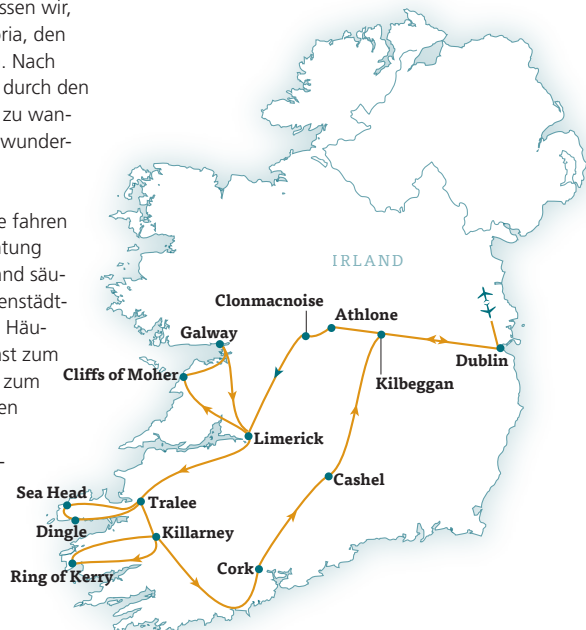 ssen wir,
ria, den
. Nach
durch den
zu wan-
wunder-
e fahren
tung
and säu-
enstädt-
Häu-
st zum
zum
en
-
IRLAND
Clonmacnoise
Athlone
Galway
Dublin
Cliffs of Moher
Kilbeggan
Limerick
Cashel
Sea Head
Tralee
Dingle
Killarney
Cork
Ring of Kerry